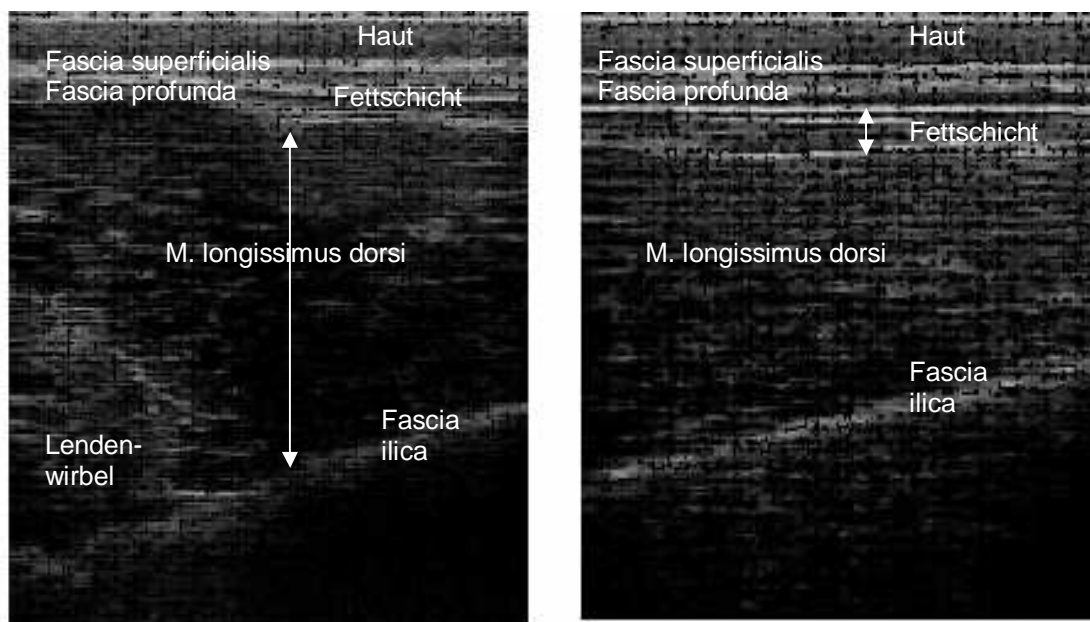 Haut
Fascia superficialis
Fascia profunda
Fettschicht
M. longissimus dorsi
Fascia
ilica
Lenden-
wirbel
Haut
Fascia superficialis
Fascia profunda
Fettschicht
M. longissimus dorsi
Fascia
ilica